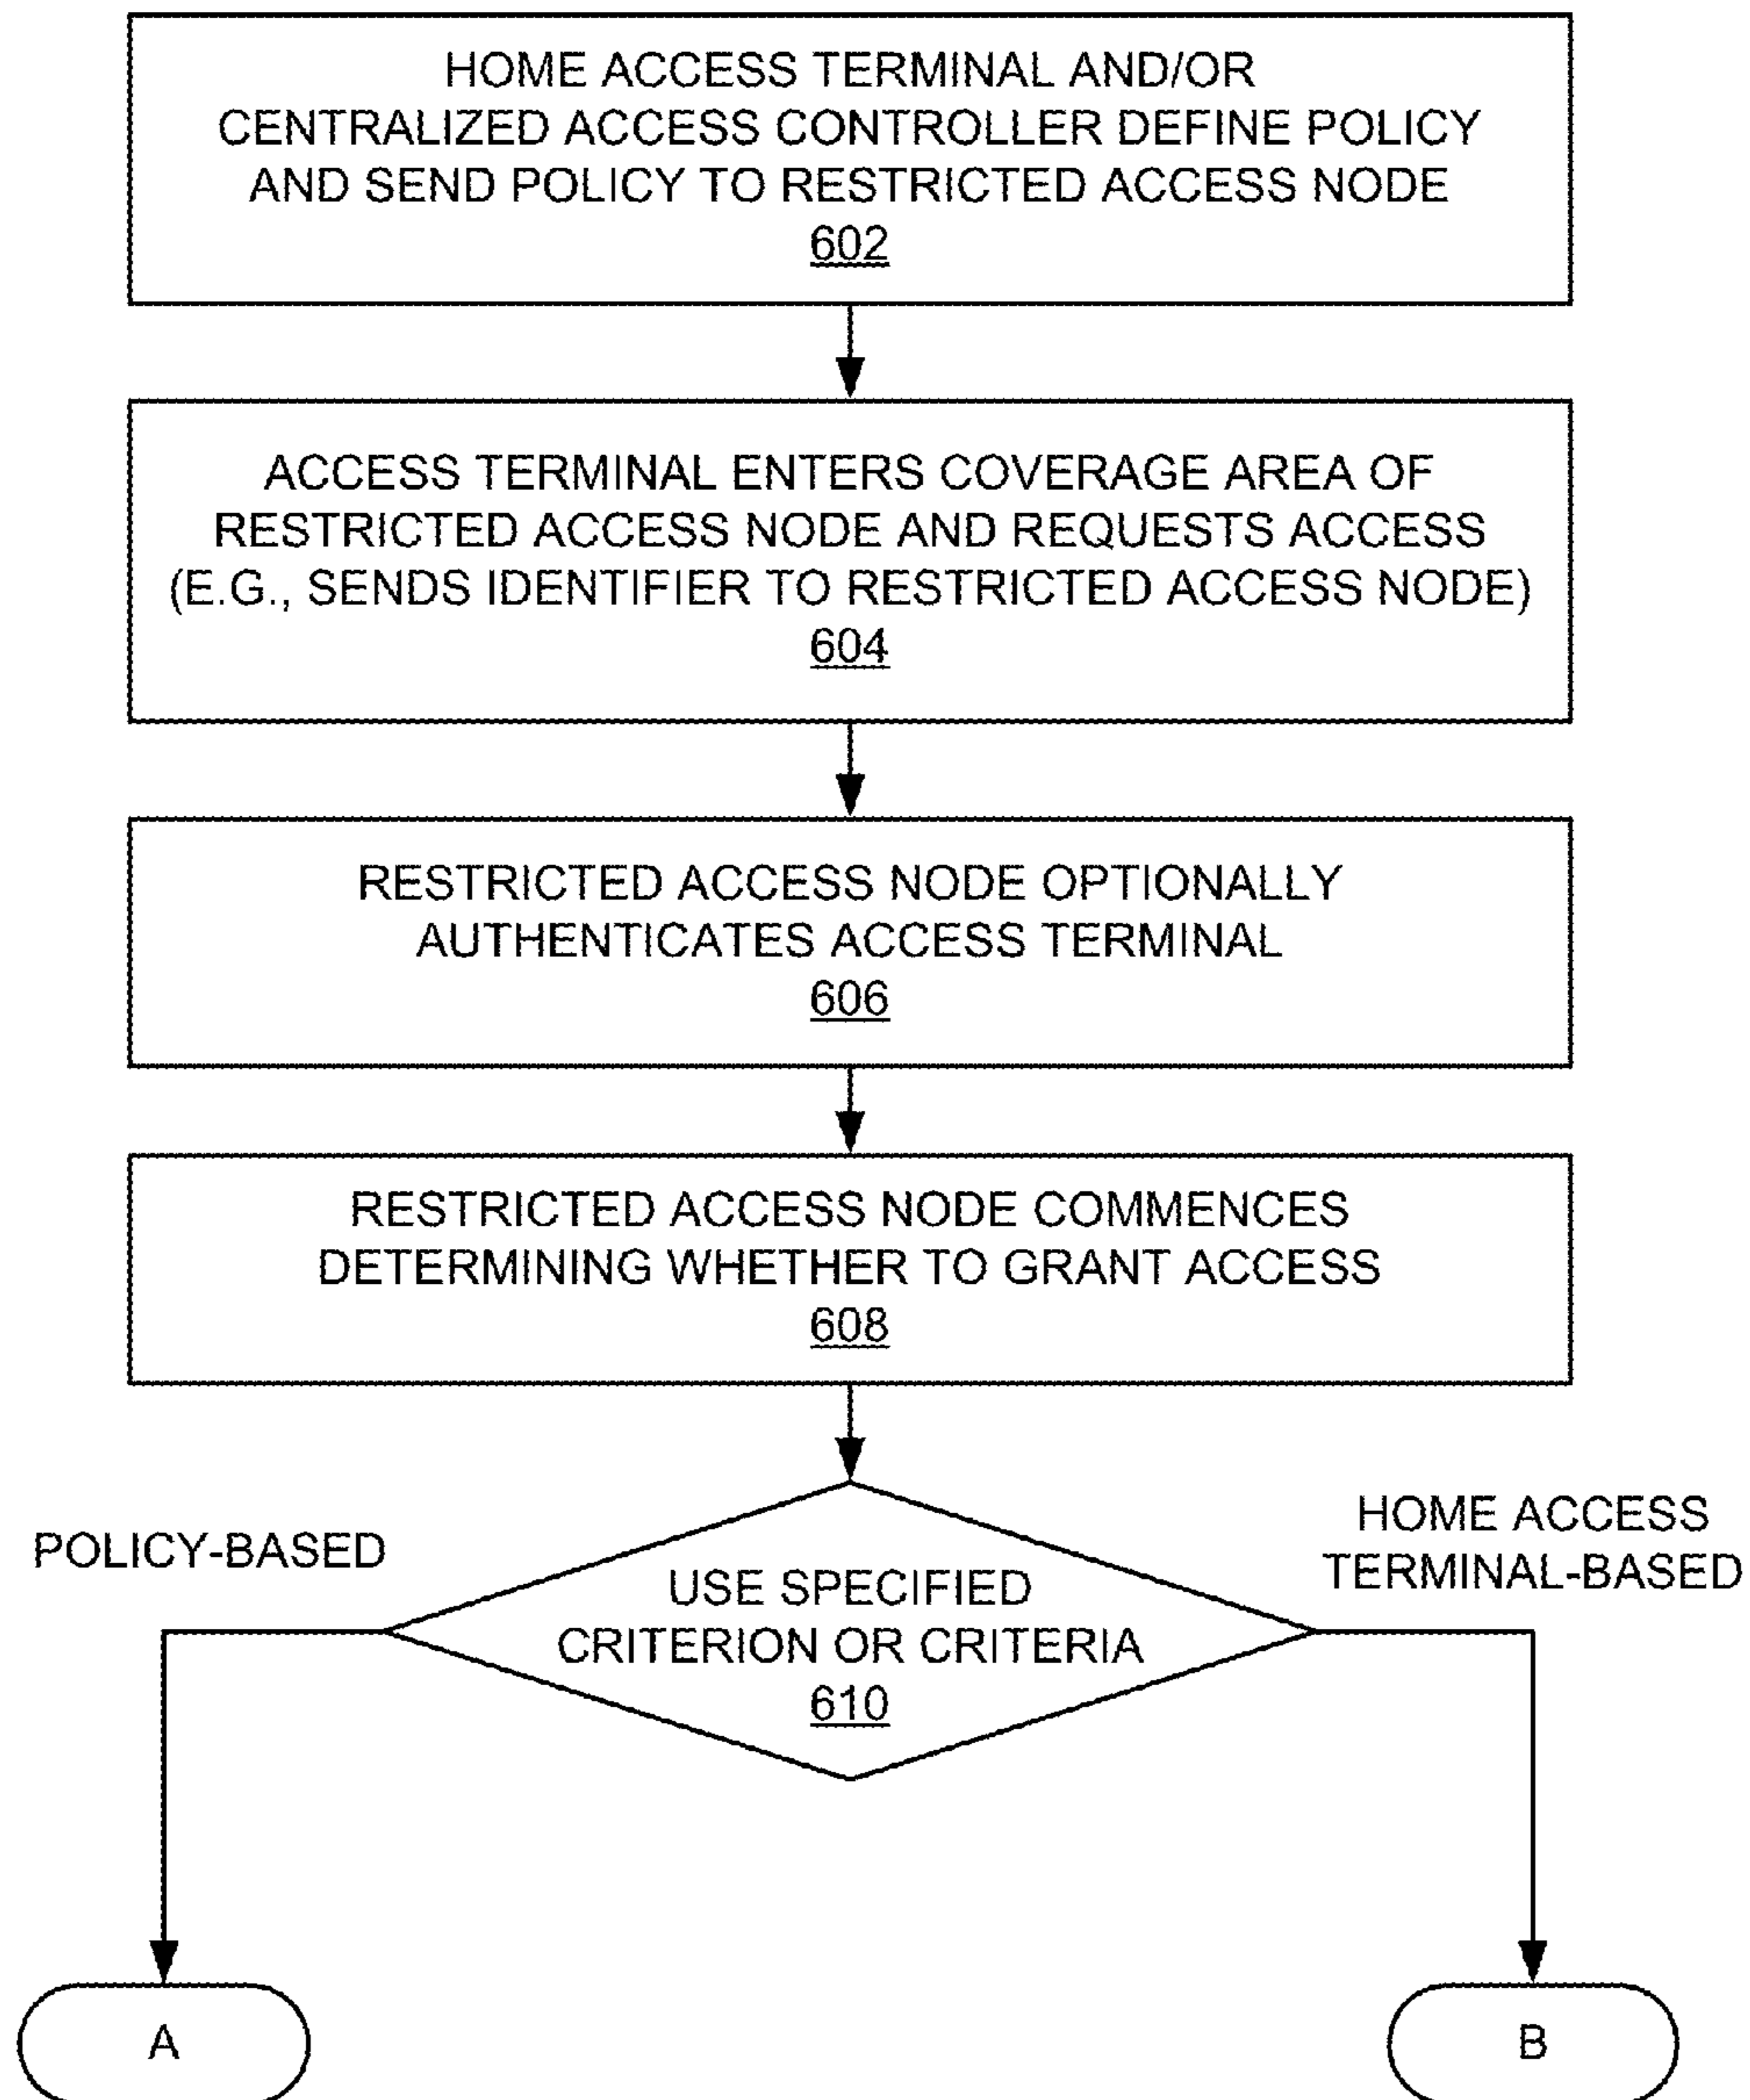 HOME ACCESS TERMINAL AND/OR
CENTRALIZED ACCESS CONTROLLER DEFINE POLICY
AND SEND POLICY TO RESTRICTED ACCESS NODE
602
ACCESS TERMINAL ENTERS COVERAGE AREA OF
RESTRICTED ACCESS NODE AND REQUESTS ACCESS
(E.G., SENDS IDENTIFIER TO RESTRICTED ACCESS NODE)
604
RESTRICTED ACCESS NODE OPTIONALLY
AUTHENTICATES ACCESS TERMINAL
606
RESTRICTED ACCESS NODE COMMENCES
DETERMINING WHETHER TO GRANT ACCESS
608
POLICY-BASED
USE SPECIFIED
CRITERION OR CRITERIA
610
HOME ACCESS
TERMINAL-BASED
A
B